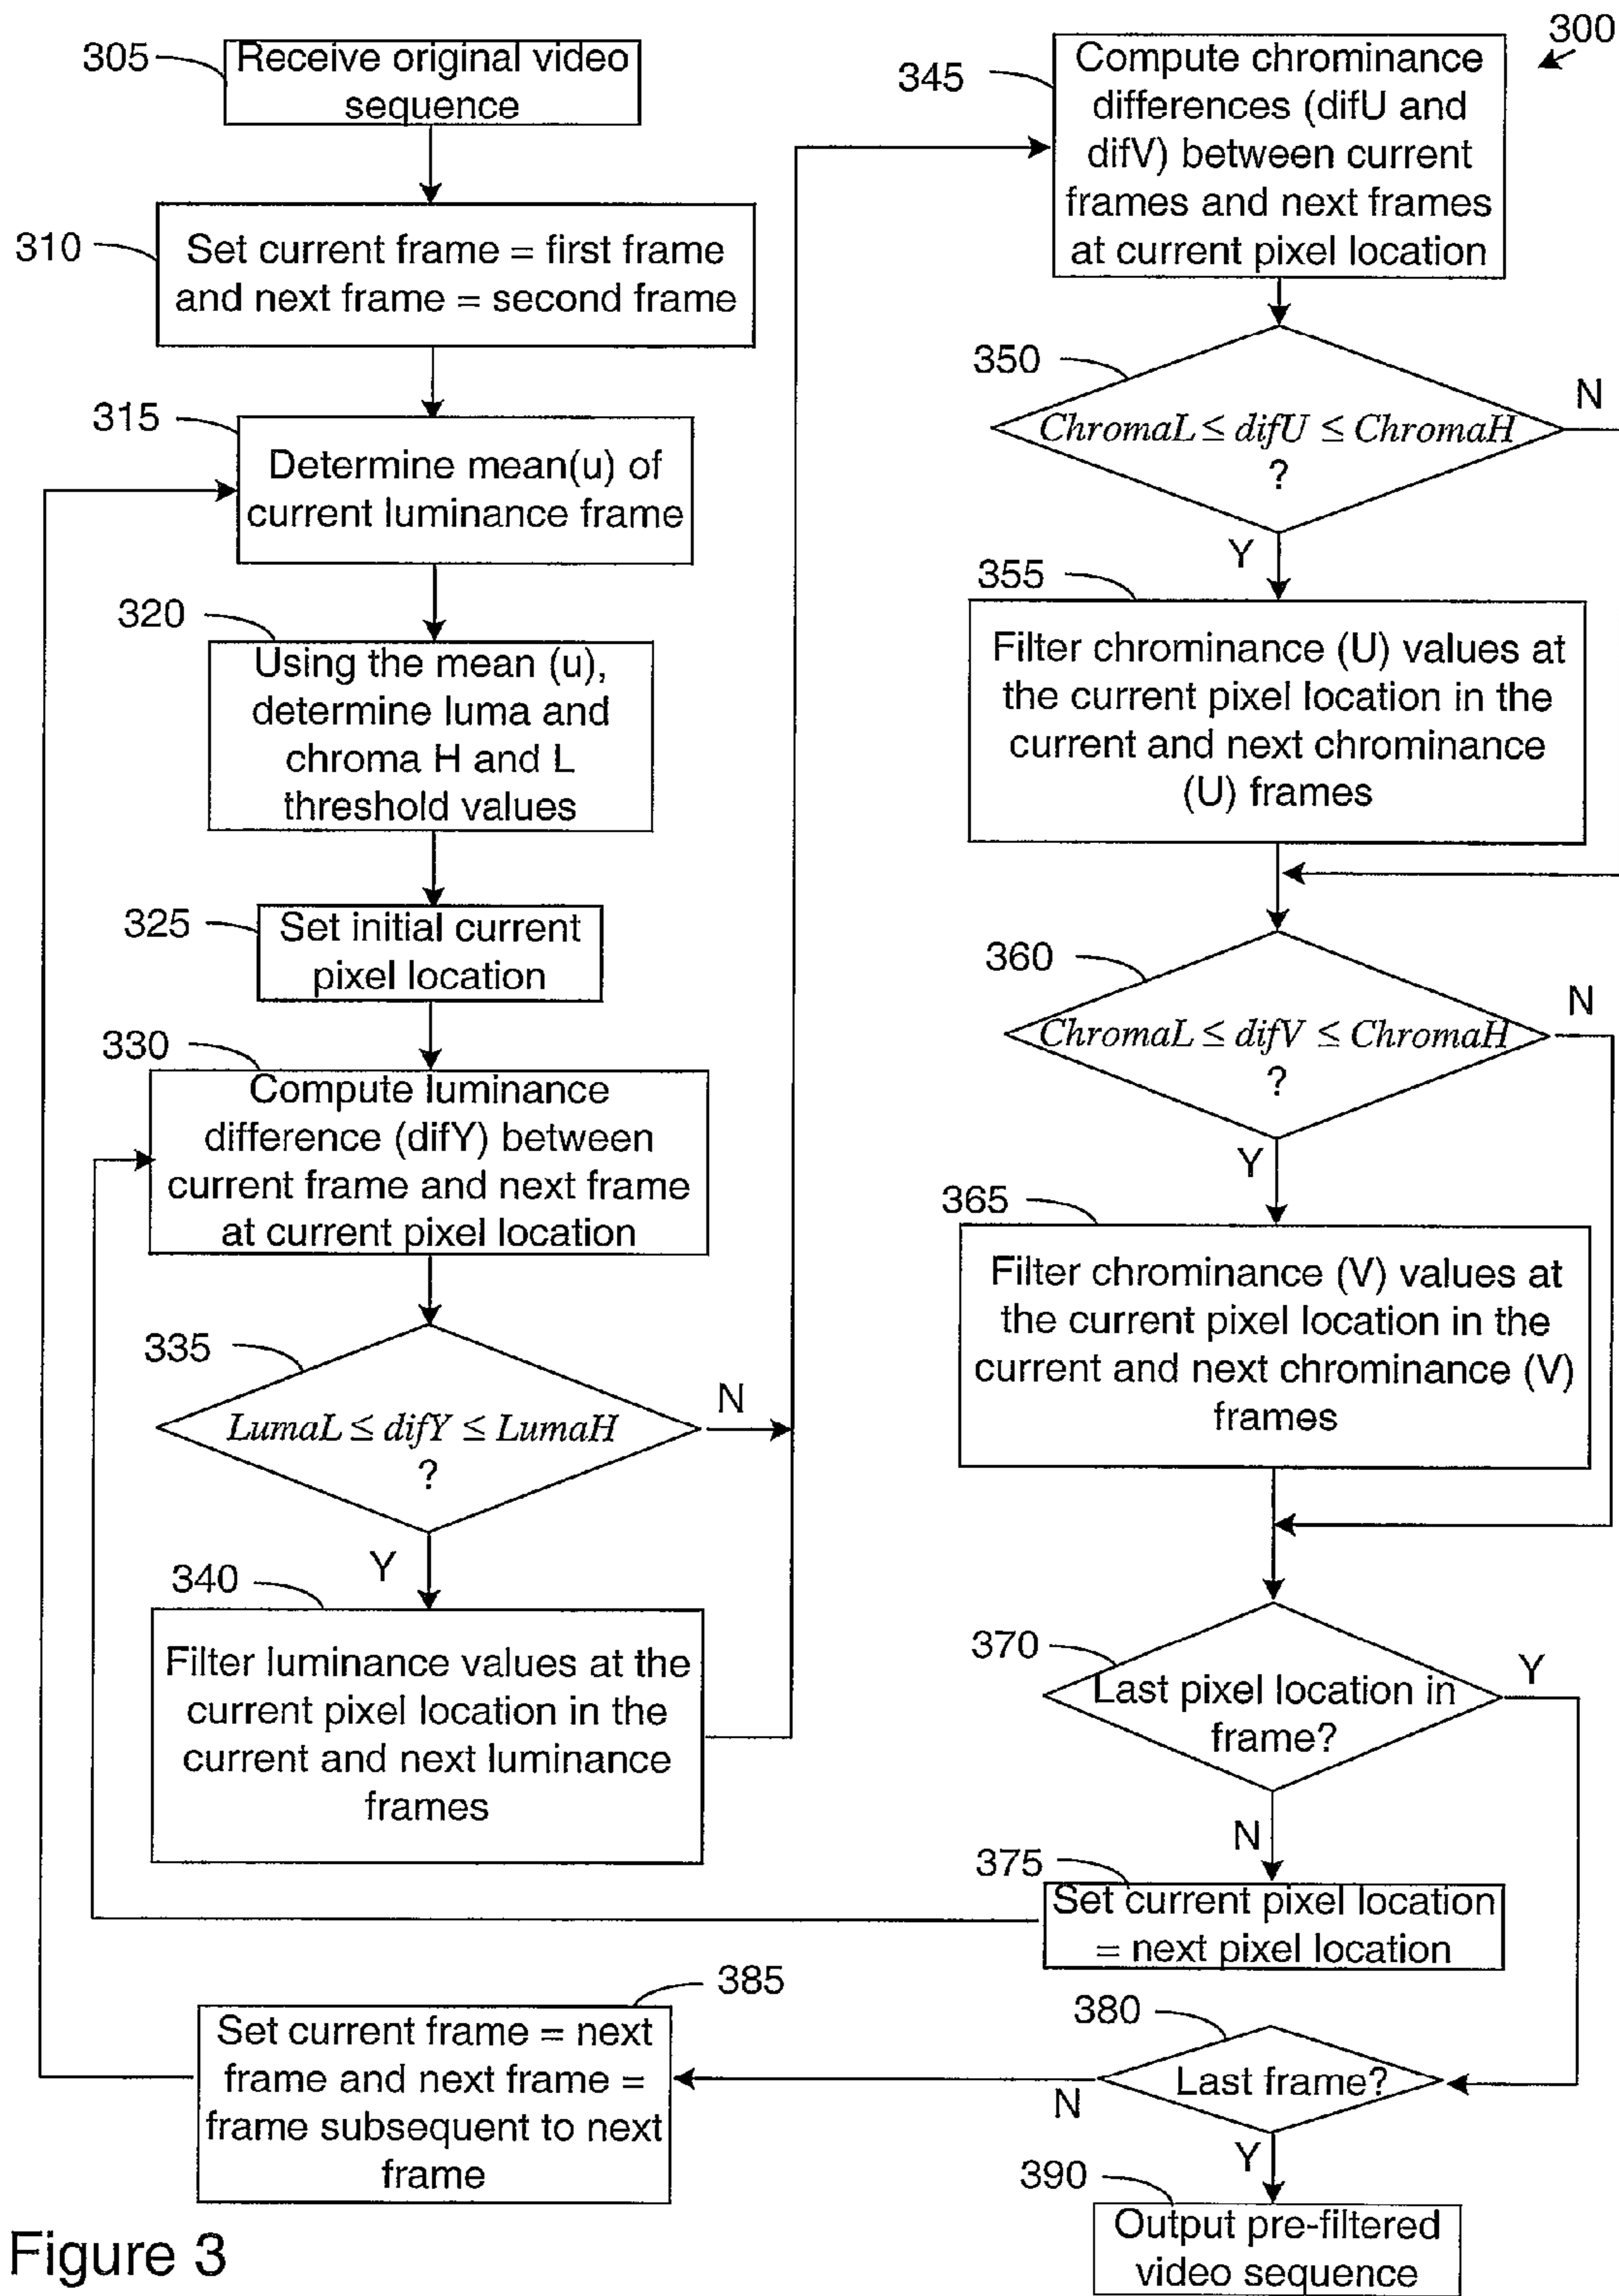 300
305
Receive original video
sequence
310
Set current frame = first frame
and next frame = second frame
315
Determine mean(u) of
current luminance frame
320
Using the mean (u),
determine luma and
chroma H and L
threshold values
325
Set initial current
pixel location
330
Compute luminance
difference (difY) between
current frame and next frame
at current pixel location
335
LumaL ≤ difY ≤ LumaH
?
N
Y
340
Filter luminance values at the
current pixel location in the
current and next luminance
frames
345
Compute chrominance
differences (difU and
difV) between current
frames and next frames
at current pixel location
350
ChromaL ≤ difU ≤ ChromaH
?
N
Y
355
Filter chrominance (U) values at
the current pixel location in the
current and next chrominance
(U) frames
360
ChromaL ≤ difV ≤ ChromaH
?
N
Y
365
Filter chrominance (V) values at
the current pixel location in the
current and next chrominance (V)
frames
370
Last pixel location in
frame?
Y
N
375
Set current pixel location
= next pixel location
380
Last frame?
N
Y
385
Set current frame = next
frame and next frame =
frame subsequent to next
frame
390
Output pre-filtered
video sequence
Figure 3